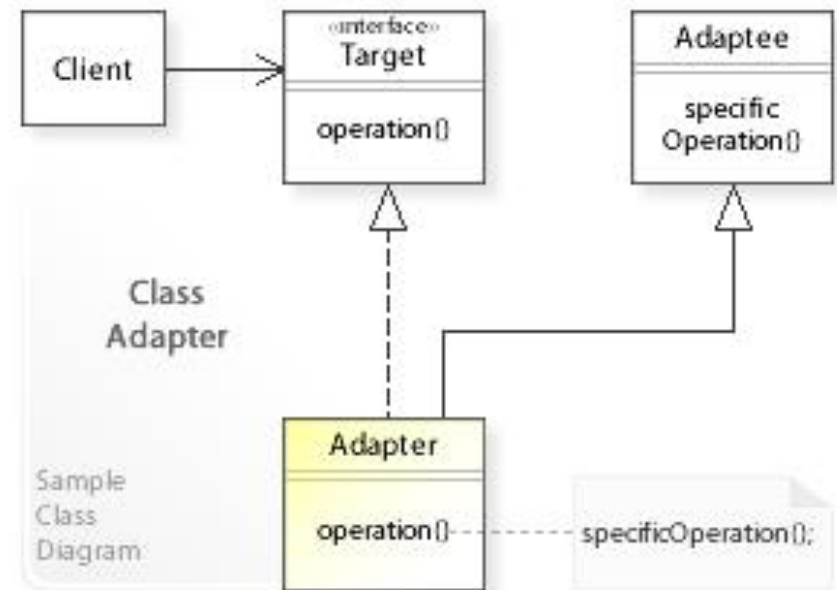 Client
«interface»
Target
operation()
Adaptee
specific
Operation()
Class
Adapter
Adapter
operation()
specificOperation();
Sample
Class
Diagram